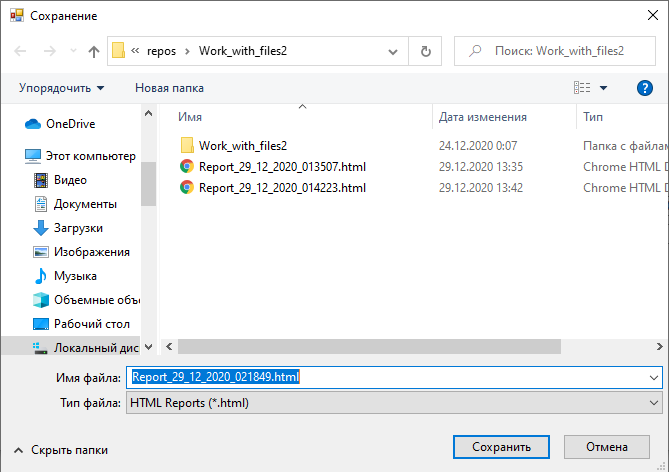 Сохранение
« repos › Work_with_files2
Поиск: Work_with_files2
Упорядочить
Новая папка
Имя
Дата изменения
Тип
Work_with_files2 24.12.2020 0:07 Папка с файлам
Report_29_12_2020_013507.html 29.12.2020 13:35 Chrome HTML D
Report_29_12_2020_014223.html 29.12.2020 13:42 Chrome HTML D
OneDrive
Этот компьютер
Видео
Документы
Загрузки
Изображения
Музыка
Объемные объ
Рабочий стол
Локальный дис
Имя файла: Report_29_12_2020_021849.html
Тип файла: HTML Reports (*.html)
Скрыть папки
Сохранить
Отмена